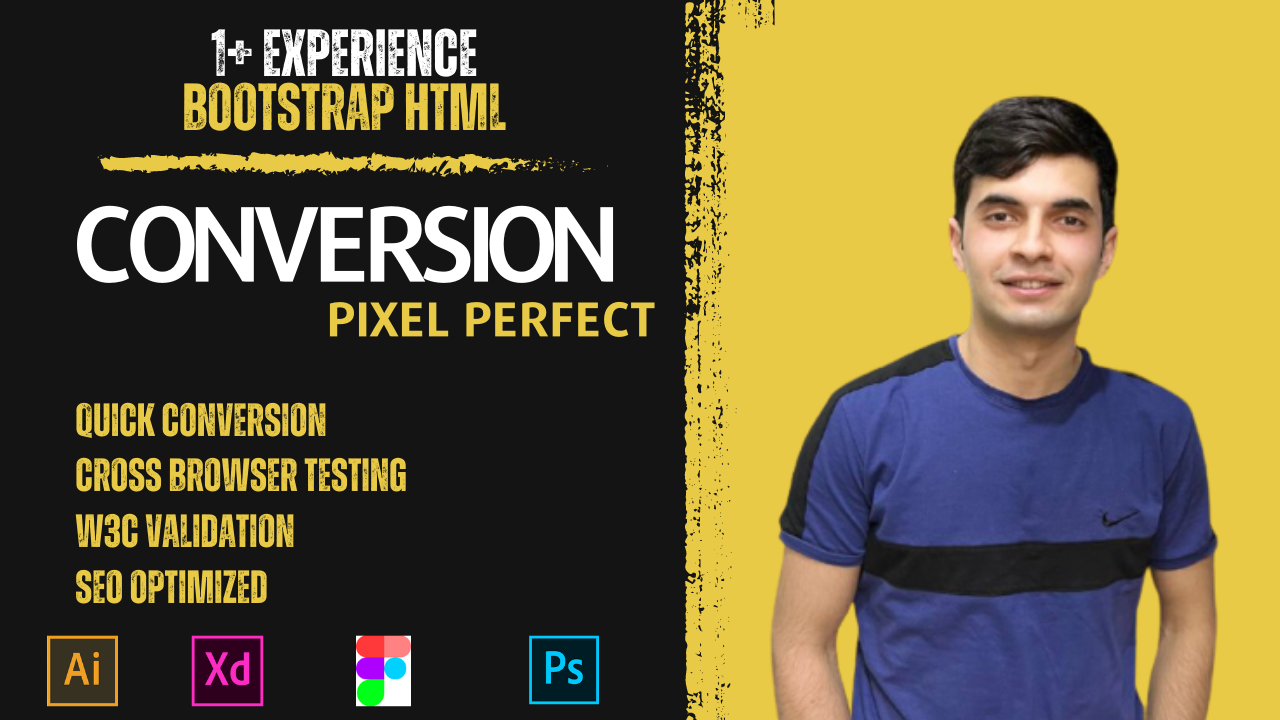 1+ EXPERIENCE
BOOTSTRAP HTML
CONVERSION
PIXEL PERFECT
QUICK CONVERSION
CROSS BROWSER TESTING
W3C VALIDATION
SEO OPTIMIZED
Ai Xd Ps